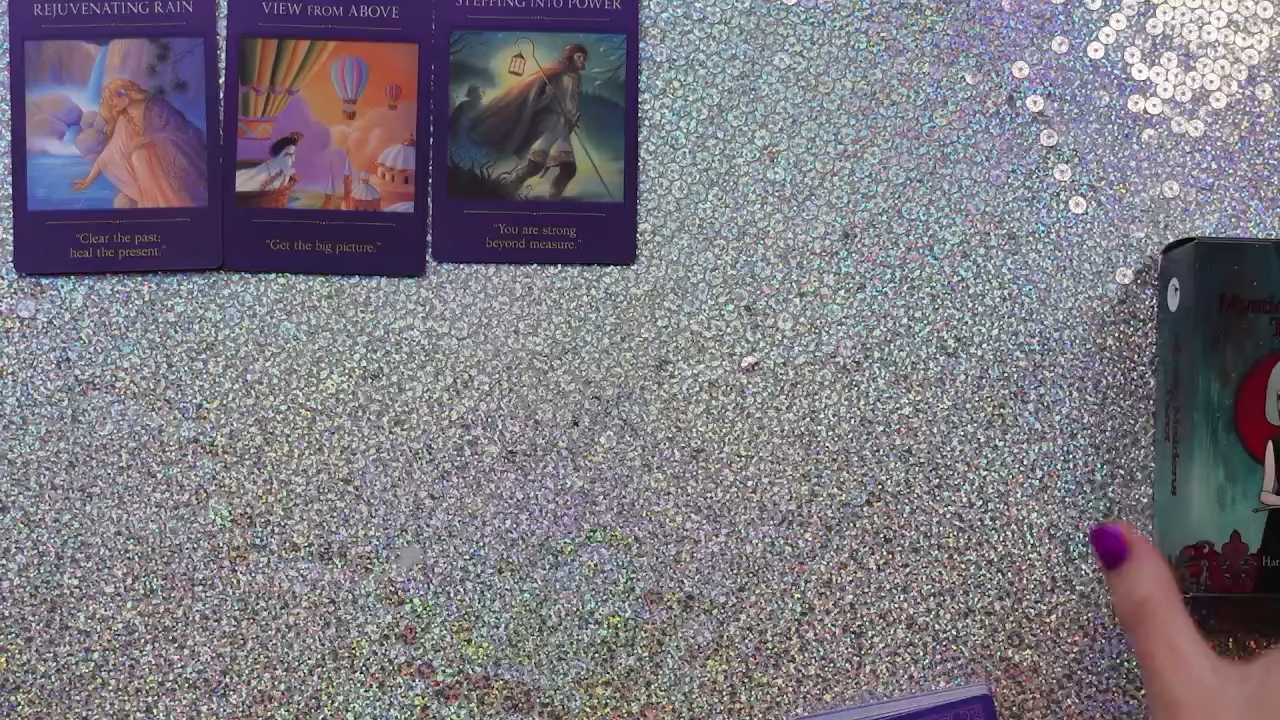 REJUVENATING RAIN
VIEW FROM ABOVE
STEPPING INTO POWER
"Clear the past;
heal the present."
"Get the big picture."
"You are strong
beyond measure."